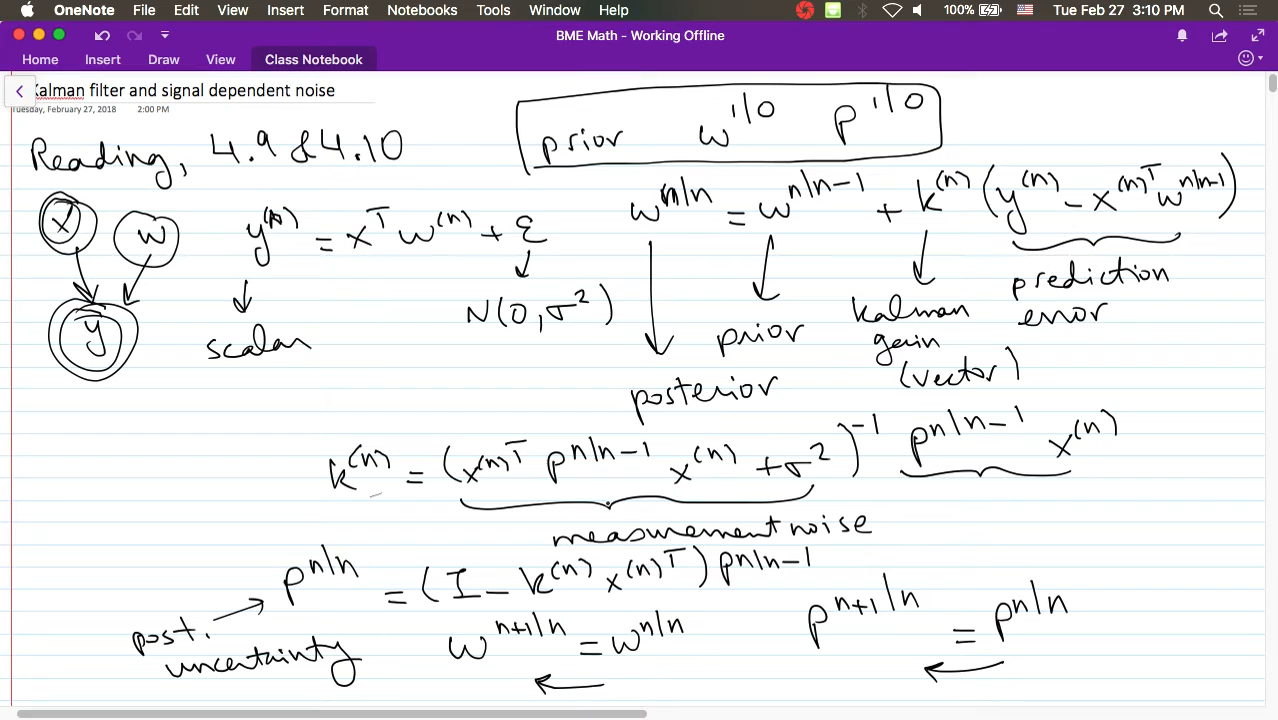 OneNote File Edit View Insert Format Notebooks Tools Window Help 100% Tue Feb 27 3:10 PM
BME Math - Working Offline
Home Insert Draw View Class Notebook
Kalman filter and signal dependent noise
Tuesday, February 27, 2018 2:00 PM
Reading, 4.9 & 4.10
prior w^{1|0} P^{1|0}
x w y^{(n)} = x^T w^{(n)} + ε
w^{n|n} = w^{n|n-1} + k^{(n)} (y^{(n)} - x^{(n)T} w^{n|n-1})
N(0, σ^2)
y scalar
prior
kalman gain (vector)
prediction error
posterior
k^{(n)} = (x^{(n)T} P^{n|n-1} x^{(n)} + σ^2)^{-1} P^{n|n-1} x^{(n)}
measurement noise
P^{n|n} = (I - k^{(n)} x^{(n)T}) P^{n|n-1}
post. uncertainty
w^{n+1|n} = w^{n|n} P^{n+1|n} = P^{n|n}